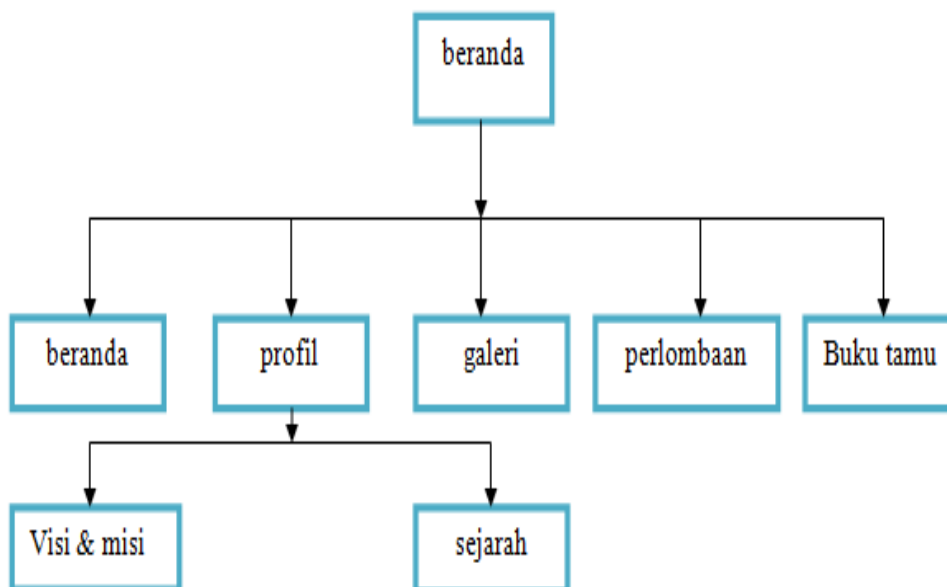 beranda
beranda
profil
galeri
perlombaan
Buku tamu
Visi & misi
sejarah